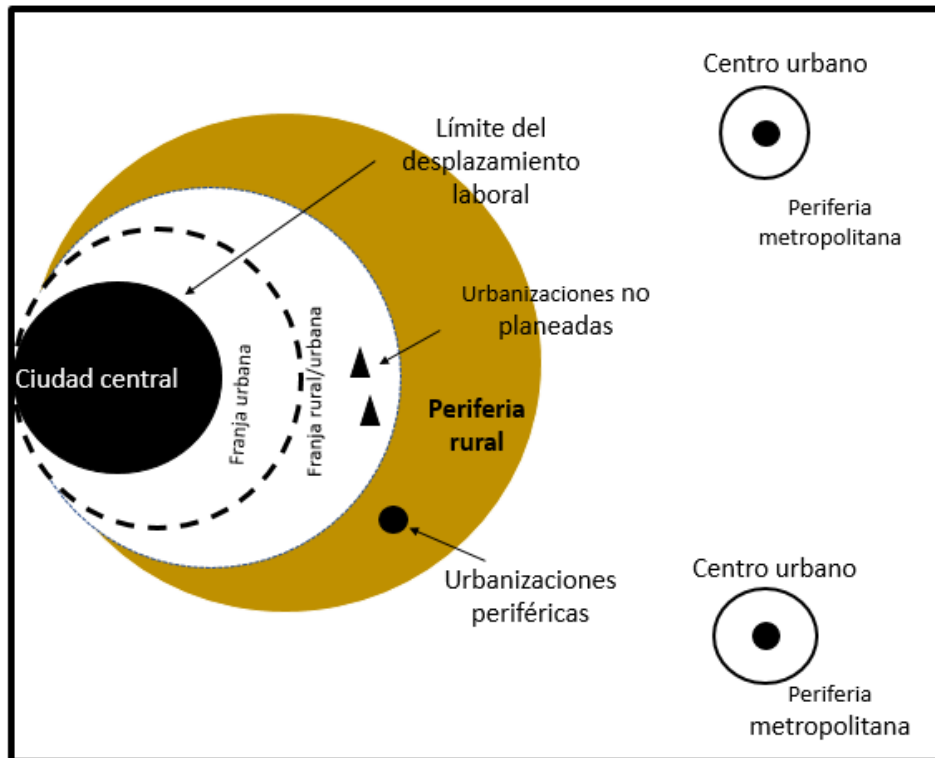 Centro urbano
Límite del
desplazamiento
laboral
Periferia
metropolitana
Urbanizaciones no
planeadas
Ciudad central
Franja urbana
Franja rural/urbana
Periferia
rural
Urbanizaciones
periféricas
Centro urbano
Periferia
metropolitana